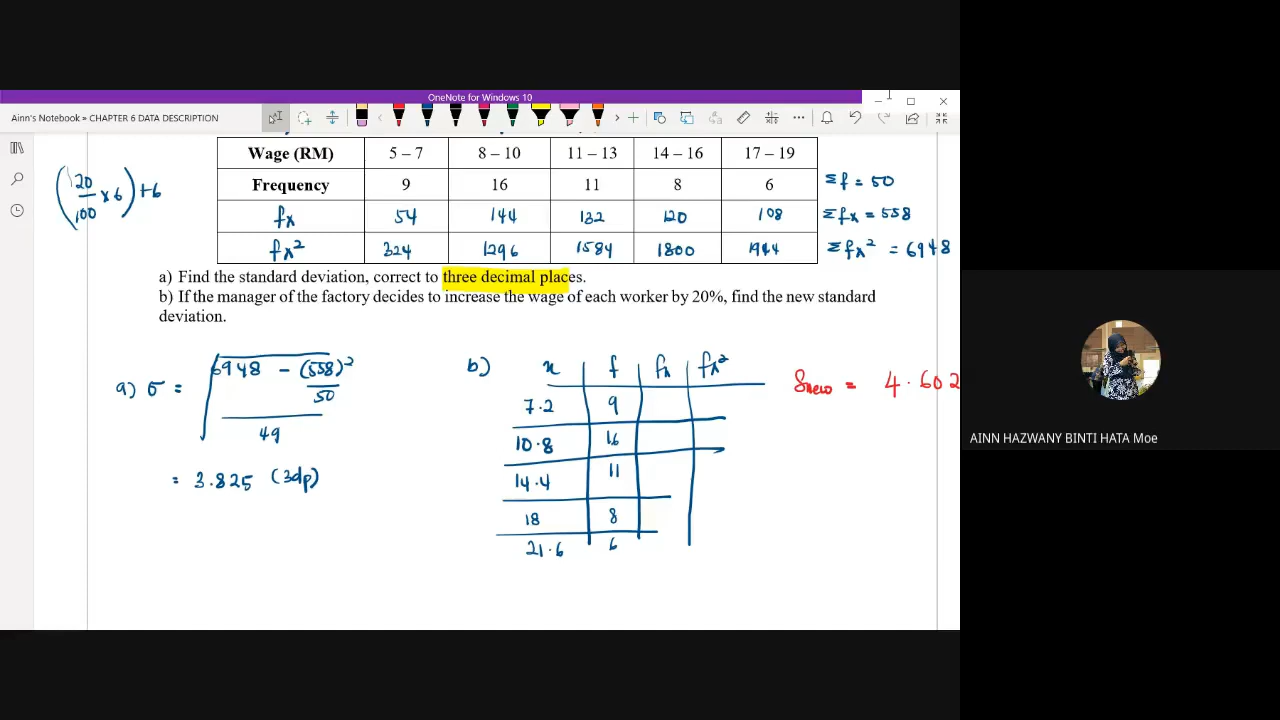 OneNote for Windows 10
Ainn's Notebook » CHAPTER 6 DATA DESCRIPTION
Wage (RM) 5 – 7 8 – 10 11 – 13 14 – 16 17 – 19
Frequency 9 16 11 8 6 Σf = 50
fx 54 144 132 120 108 Σfx = 558
fx² 324 1296 1584 1800 1944 Σfx² = 6948
(20/100 × 6) + 6
a) Find the standard deviation, correct to three decimal places.
b) If the manager of the factory decides to increase the wage of each worker by 20%, find the new standard
deviation.
a) σ = √((6948 − (558)²/50)/49)
= 3.825 (3dp)
b) x f fx fx²
7.2 9
10.8 16
14.4 11
18 8
21.6 6
Snew = 4.602
AINN HAZWANY BINTI HATA Moe